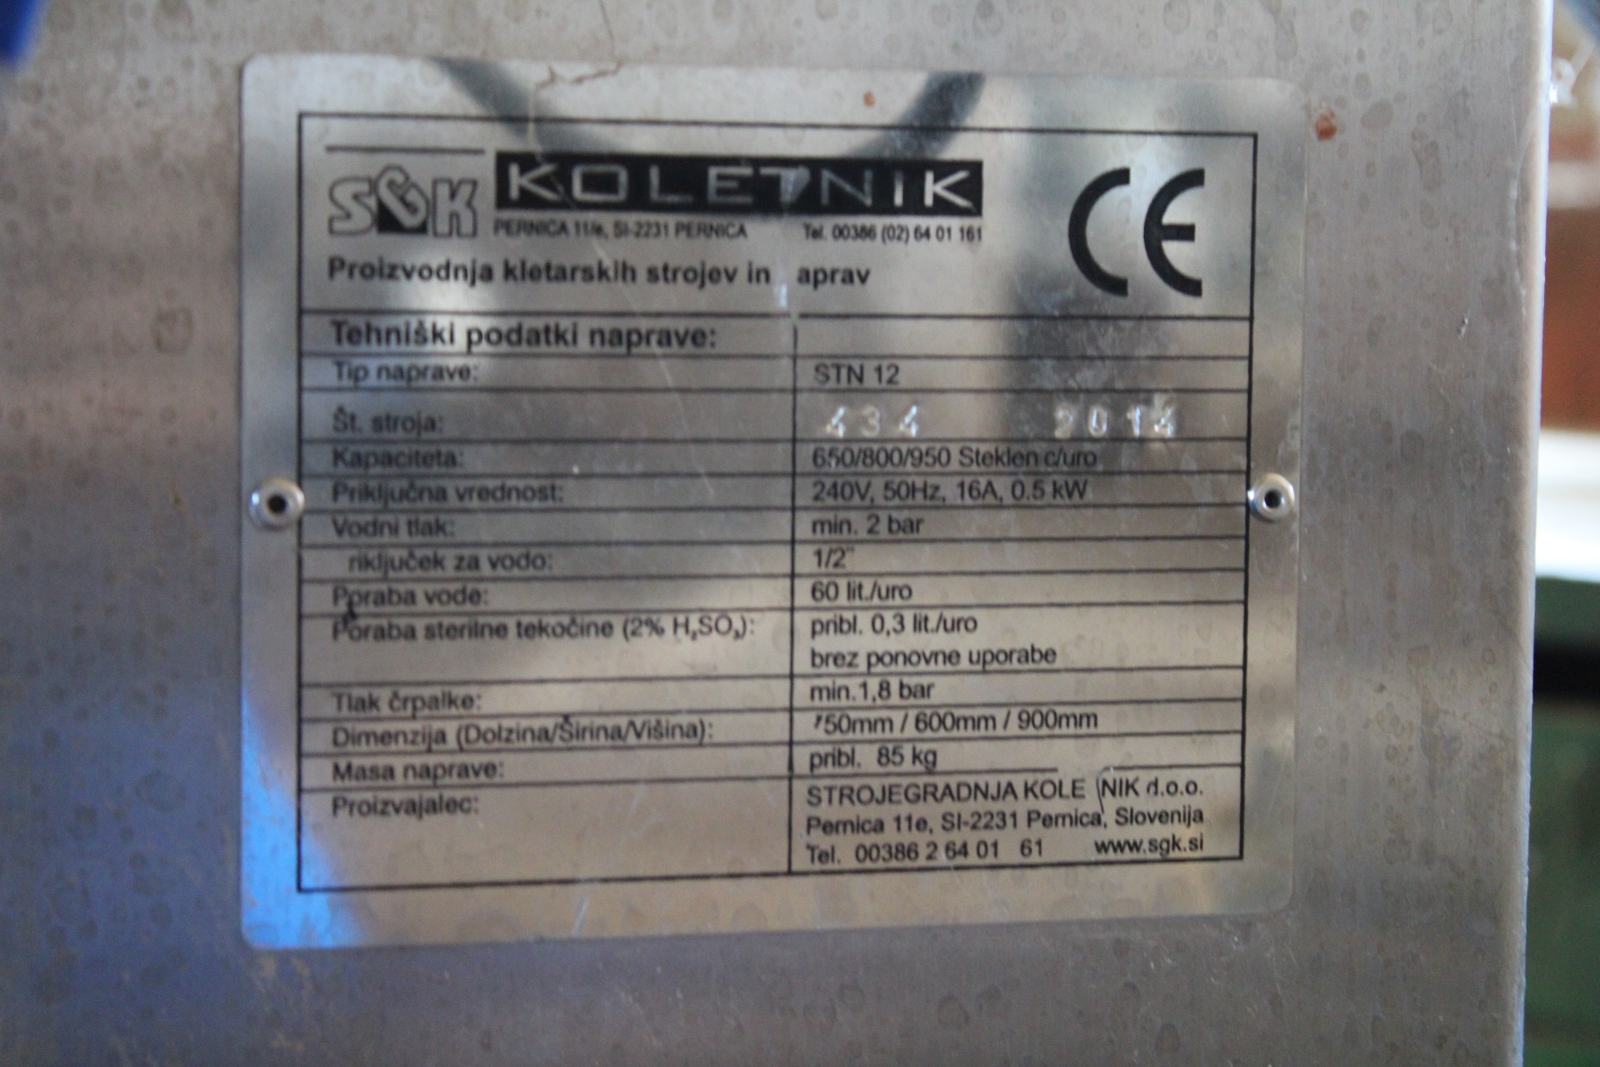 SGK KOLETNIK
PERNICA 11/e, SI-2231 PERNICA Tel. 00386 (02) 64 01 161
CE
Proizvodnja kletarskih strojev in aprav
Tehniški podatki naprave:
Tip naprave: STN 12
Št. stroja: 434 2014
Kapaciteta: 650/800/950 Steklenc/uro
Priključna vrednost: 240V, 50Hz, 16A, 0.5 kW
Vodni tlak: min. 2 bar
riključek za vodo: 1/2"
Poraba vode: 60 lit./uro
Poraba sterilne tekočine (2% H₂SO₃): pribl. 0,3 lit./uro
brez ponovne uporabe
Tlak črpalke: min.1,8 bar
Dimenzija (Dolzina/Širina/Višina): 750mm / 600mm / 900mm
Masa naprave: pribl. 85 kg
Proizvajalec: STROJEGRADNJA KOLE NIK d.o.o.
Pernica 11e, SI-2231 Pernica, Slovenija
Tel. 00386 2 64 01 61 www.sgk.si